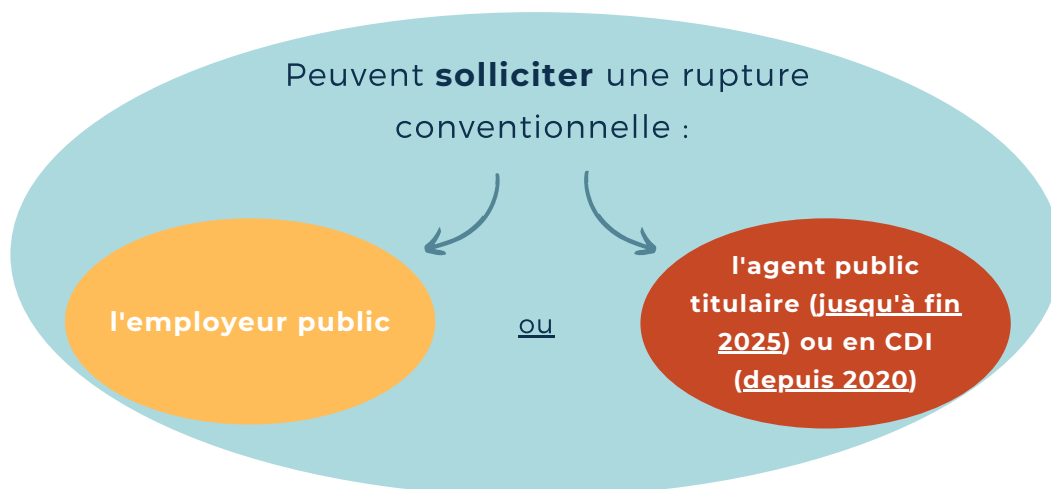 Peuvent solliciter une rupture
conventionnelle :
l'employeur public
ou
l'agent public
titulaire (jusqu'à fin
2025) ou en CDI
(depuis 2020)